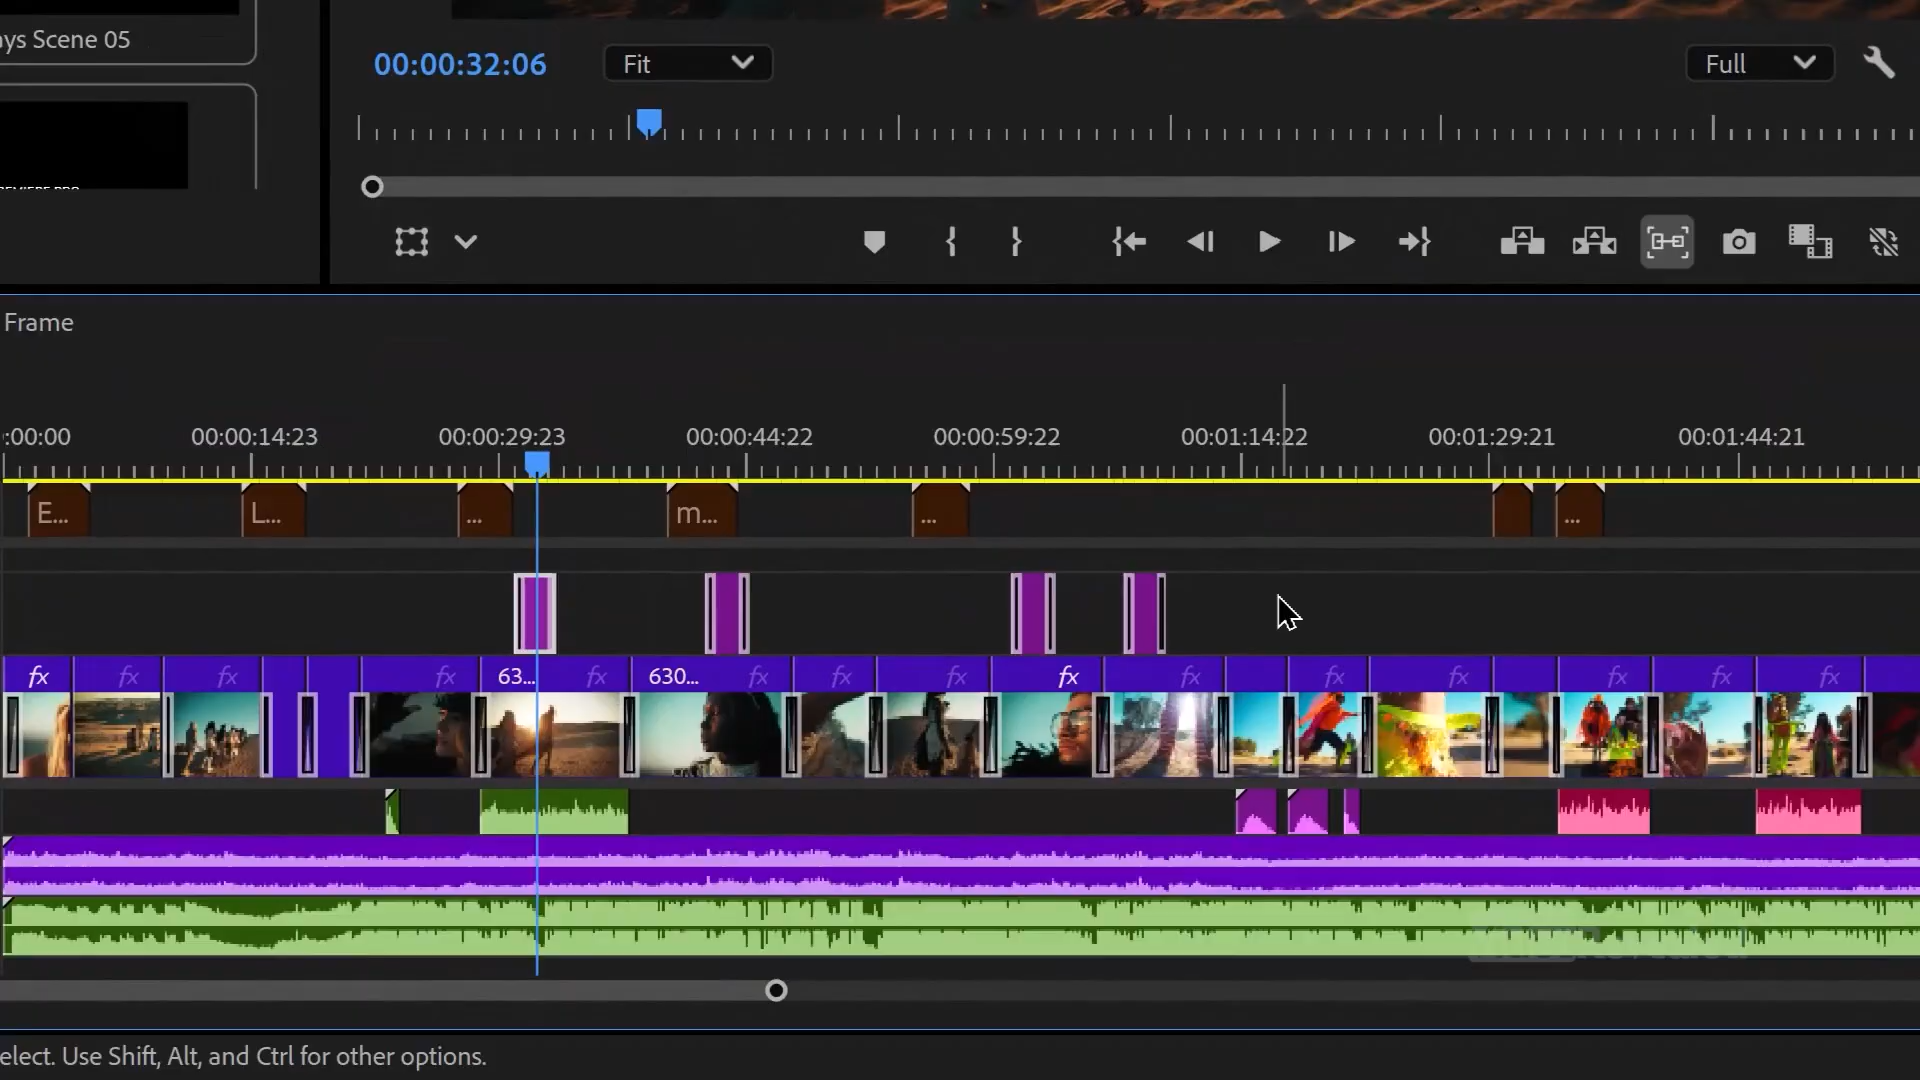 ays Scene 05
00:00:32:06
Fit
Full
Frame
:00:00
00:00:14:23
00:00:29:23
00:00:44:22
00:00:59:22
00:01:14:22
00:01:29:21
00:01:44:21
E...
L...
...
m...
...
...
fx
fx
fx
fx
63...
fx
630...
fx
fx
fx
fx
fx
fx
fx
fx
fx
fx
elect. Use Shift, Alt, and Ctrl for other options.